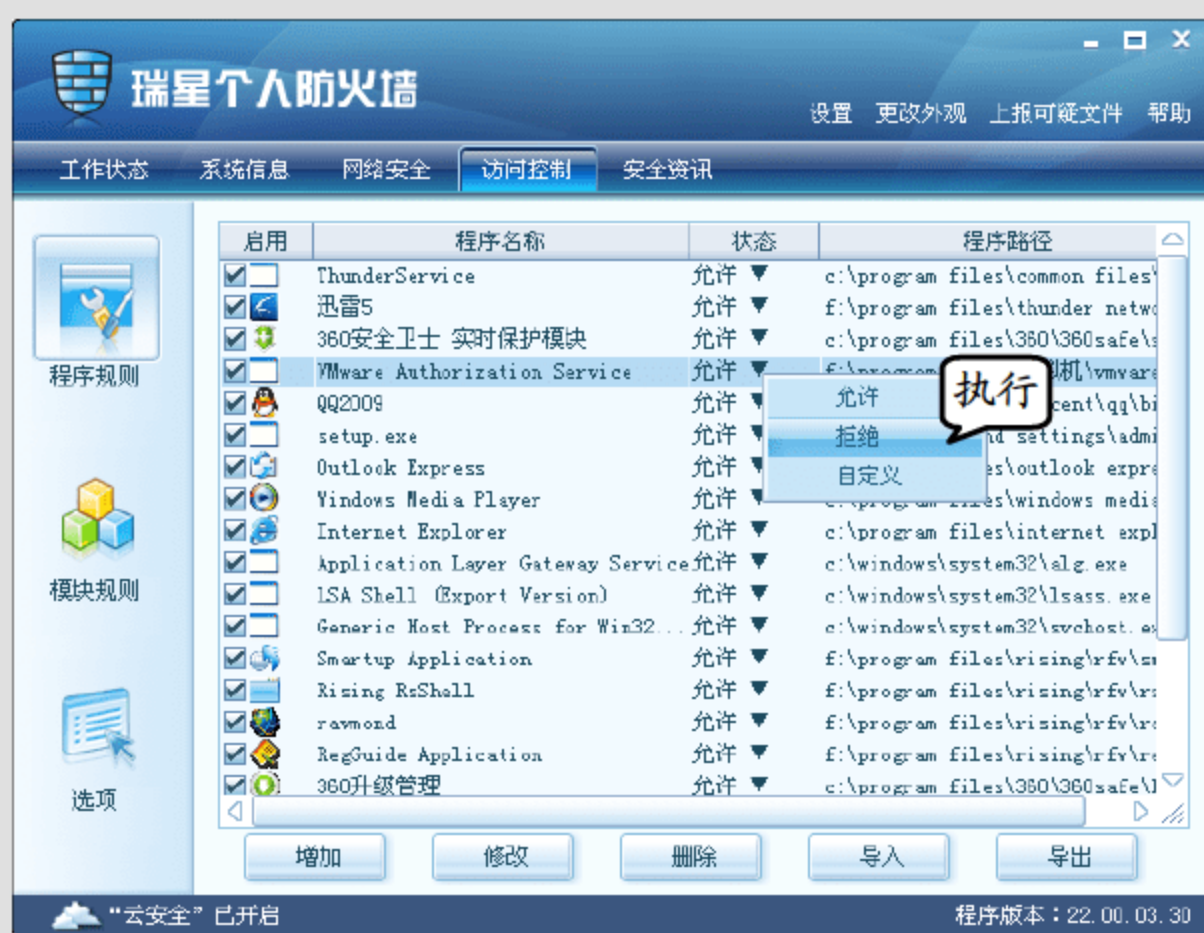 瑞星个人防火墙
设置 更改外观 上报可疑文件 帮助
工作状态 系统信息 网络安全 访问控制 安全资讯
启用 程序名称 状态 程序路径
ThunderService 允许 c:\program files\common files\
迅雷5 允许 f:\program files\thunder netwo
360安全卫士 实时保护模块 允许 c:\program files\360\360safe\s
VMware Authorization Service 允许 f:\program 拟机\vmware
QQ2009 允许 cent\qq\bi
setup.exe 允许 nd settings\admi
Outlook Express 允许 es\outlook expre
Windows Media Player 允许 c:\program files\windows media
Internet Explorer 允许 c:\program files\internet expl
Application Layer Gateway Service 允许 c:\windows\system32\alg.exe
LSA Shell (Export Version) 允许 c:\windows\system32\lsass.exe
Generic Host Process for Win32... 允许 c:\windows\system32\svchost.ex
Smartup Application 允许 f:\program files\rising\rfw\sm
Rising RsShell 允许 f:\program files\rising\rfw\rs
ravmond 允许 f:\program files\rising\rfw\ra
RegGuide Application 允许 f:\program files\rising\rfw\re
360升级管理 允许 c:\program files\360\360safe\l
允许
拒绝
自定义
执行
程序规则
模块规则
选项
增加 修改 删除 导入 导出
“云安全” 已开启 程序版本：22.00.03.30